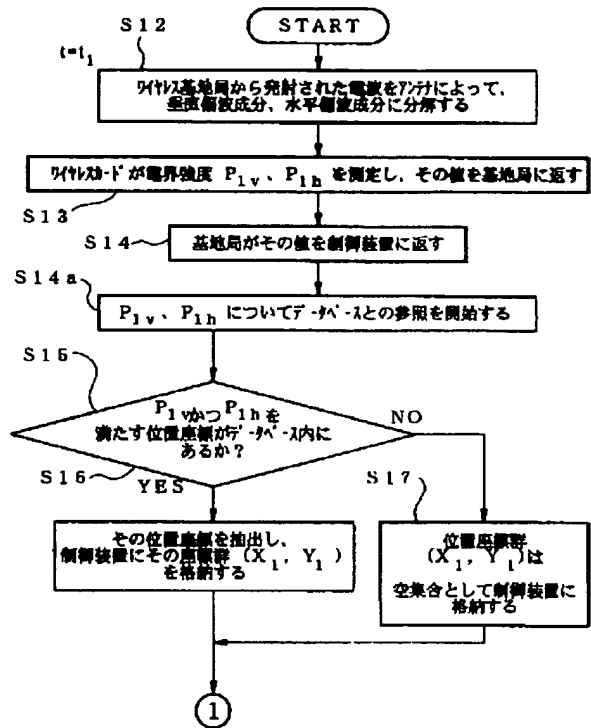 S12
START
t=t1
ワイヤレス基地局から発射された電波をアンテナによって、
垂直偏波成分、水平偏波成分に分解する
ワイヤレスカードが電界強度 P1v、P1h を測定し、その値を基地局に返す
S13
S14
基地局がその値を制御装置に返す
S14a
P1v、P1h についてデータベースとの参照を開始する
S15
P1vかつP1hを
満たす位置座標がデータベース内に
あるか?
NO
S16
YES
S17
その位置座標を抽出し、
制御装置にその座標群(X1, Y1)
を格納する
位置座標群
(X1, Y1)は
空集合として制御装置に
格納する
1